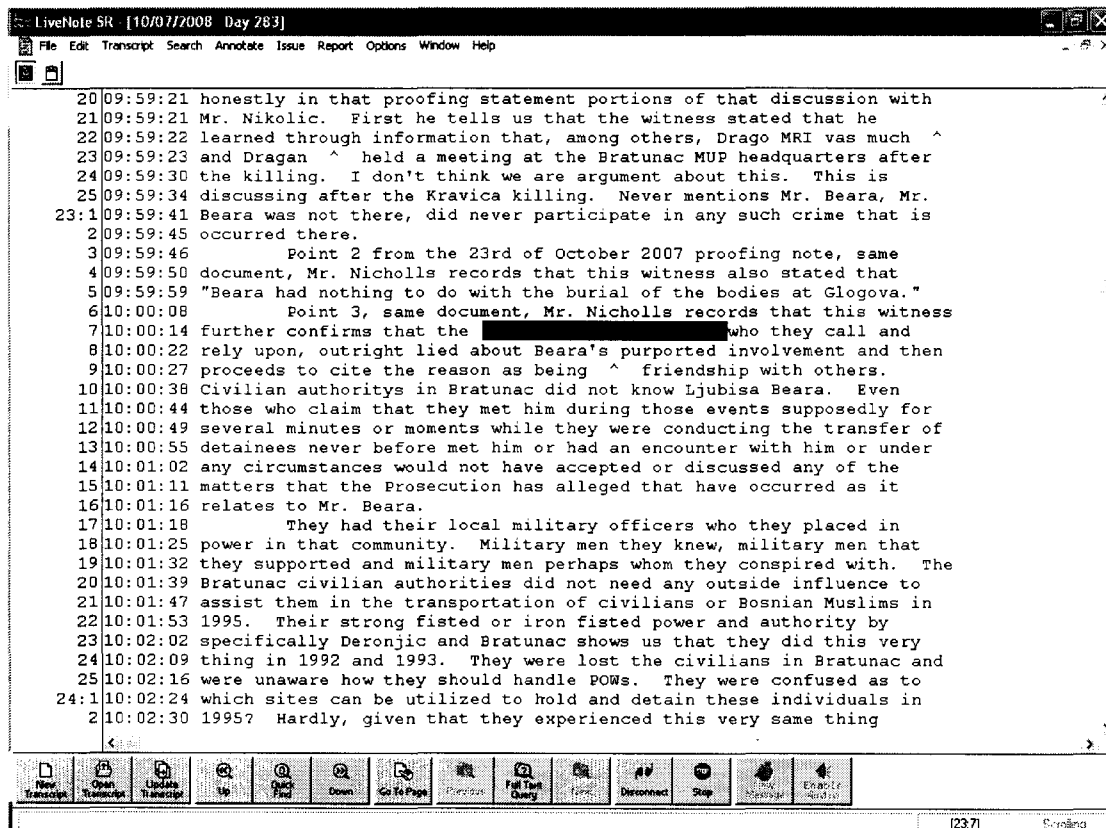 LiveNote SR - [10/07/2008 Day 283]
File Edit Transcript Search Annotate Issue Report Options Window Help
20 09:59:21 honestly in that proofing statement portions of that discussion with
21 09:59:21 Mr. Nikolic. First he tells us that the witness stated that he
22 09:59:22 learned through information that, among others, Drago MRI vas much ^
23 09:59:23 and Dragan ^ held a meeting at the Bratunac MUP headquarters after
24 09:59:30 the killing. I don't think we are argument about this. This is
25 09:59:34 discussing after the Kravica killing. Never mentions Mr. Beara, Mr.
23:1 09:59:41 Beara was not there, did never participate in any such crime that is
2 09:59:45 occurred there.
3 09:59:46 Point 2 from the 23rd of October 2007 proofing note, same
4 09:59:50 document, Mr. Nicholls records that this witness also stated that
5 09:59:59 "Beara had nothing to do with the burial of the bodies at Glogova."
6 10:00:08 Point 3, same document, Mr. Nicholls records that this witness
7 10:00:14 further confirms that the who they call and
8 10:00:22 rely upon, outright lied about Beara's purported involvement and then
9 10:00:27 proceeds to cite the reason as being ^ friendship with others.
10 10:00:38 Civilian authoritys in Bratunac did not know Ljubisa Beara. Even
11 10:00:44 those who claim that they met him during those events supposedly for
12 10:00:49 several minutes or moments while they were conducting the transfer of
13 10:00:55 detainees never before met him or had an encounter with him or under
14 10:01:02 any circumstances would not have accepted or discussed any of the
15 10:01:11 matters that the Prosecution has alleged that have occurred as it
16 10:01:16 relates to Mr. Beara.
17 10:01:18 They had their local military officers who they placed in
18 10:01:25 power in that community. Military men they knew, military men that
19 10:01:32 they supported and military men perhaps whom they conspired with. The
20 10:01:39 Bratunac civilian authorities did not need any outside influence to
21 10:01:47 assist them in the transportation of civilians or Bosnian Muslims in
22 10:01:53 1995. Their strong fisted or iron fisted power and authority by
23 10:02:02 specifically Deronjic and Bratunac shows us that they did this very
24 10:02:09 thing in 1992 and 1993. They were lost the civilians in Bratunac and
25 10:02:16 were unaware how they should handle POWs. They were confused as to
24:1 10:02:24 which sites can be utilized to hold and detain these individuals in
2 10:02:30 1995? Hardly, given that they experienced this very same thing
New Transcript Open Transcript Update Transcript Up Quick Find Down Go To Page Previous Full Text Query Next Disconnect Stop Message Enable
[23:7] Scrolling